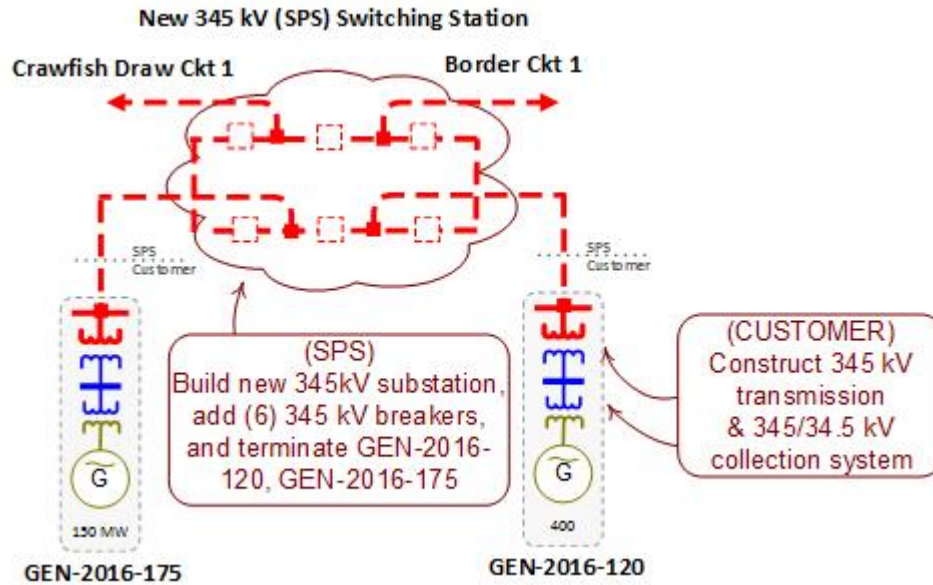 New 345 kV (SPS) Switching Station
Crawfish Draw Ckt 1
Border Ckt 1
SPS
Customer
SPS
Customer
(SPS)
Build new 345kV substation,
add (6) 345 kV breakers,
and terminate GEN-2016-
120, GEN-2016-175
(CUSTOMER)
Construct 345 kV
transmission
& 345/34.5 kV
collection system
G
150 MW
GEN-2016-175
G
400
GEN-2016-120